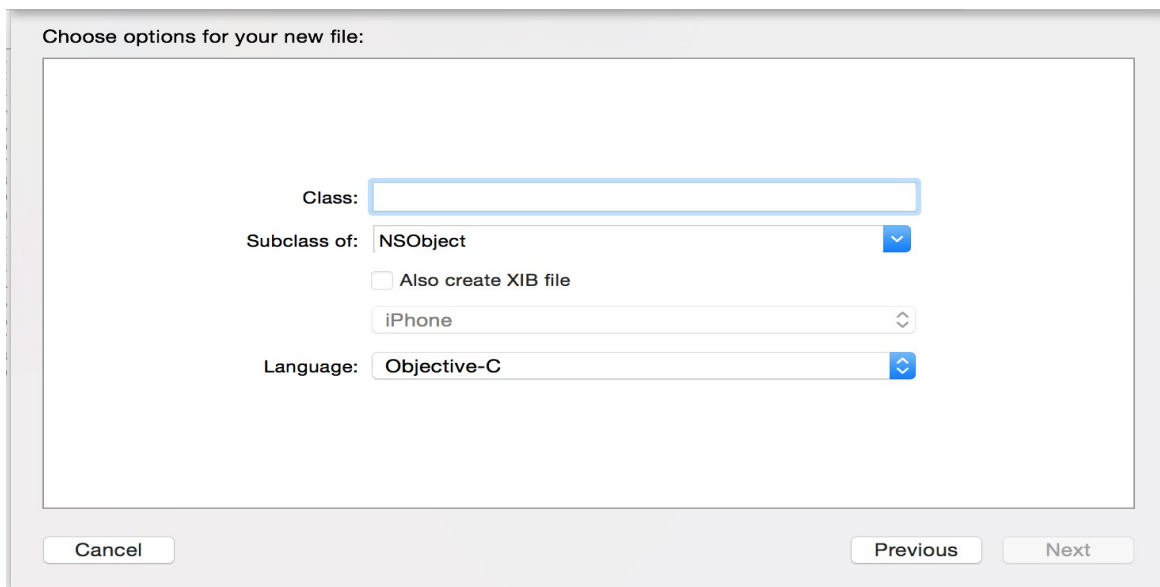 Choose options for your new file:
Class:
Subclass of: NSObject
Also create XIB file
iPhone
Language: Objective-C
Cancel Previous Next